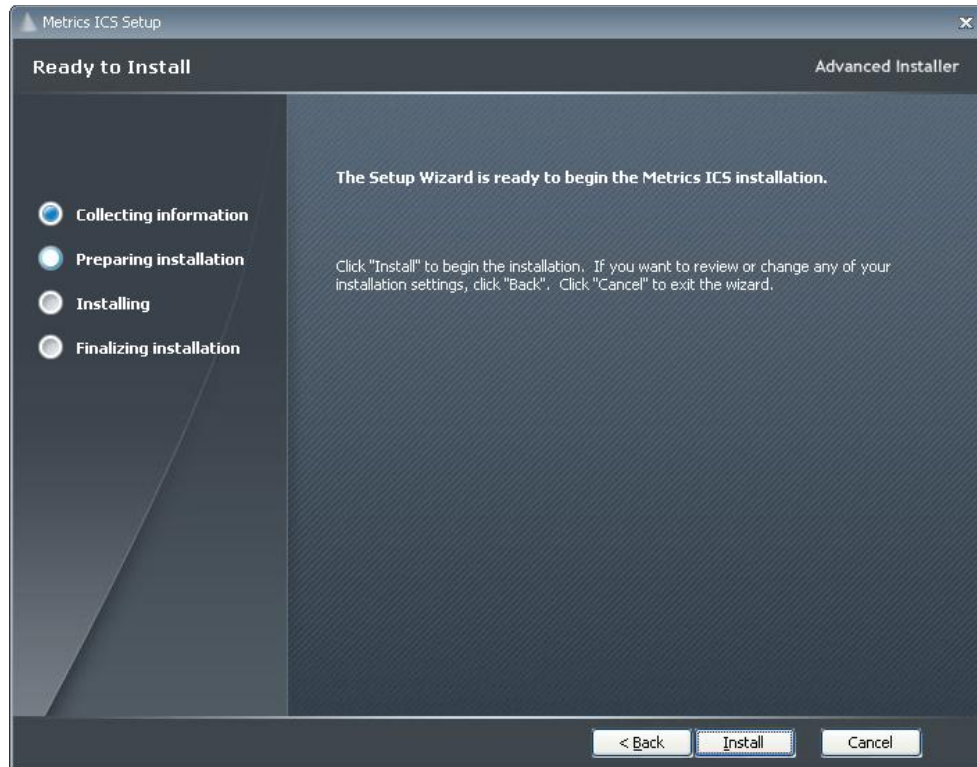 Metrics ICS Setup
Ready to Install
Advanced Installer
The Setup Wizard is ready to begin the Metrics ICS installation.
Collecting information
Preparing installation
Installing
Finalizing installation
Click "Install" to begin the installation.  If you want to review or change any of your
installation settings, click "Back".  Click "Cancel" to exit the wizard.
< Back
Install
Cancel